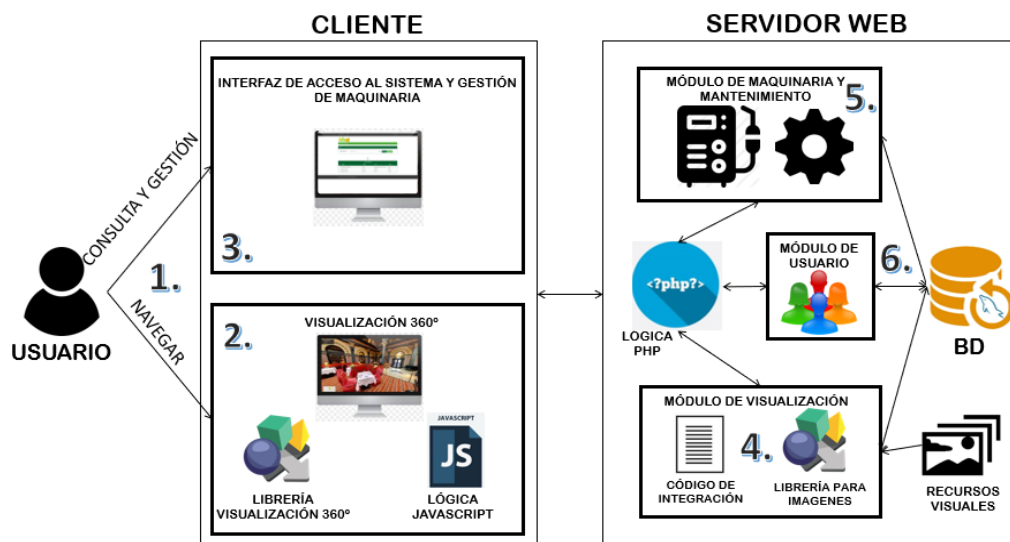 CLIENTE
SERVIDOR WEB
INTERFAZ DE ACCESO AL SISTEMA Y GESTIÓN
DE MAQUINARIA
3.
CONSULTA Y GESTIÓN
1.
NAVEGAR
USUARIO
VISUALIZACIÓN 360º
2.
LIBRERÍA
VISUALIZACIÓN 360º
JAVASCRIPT
JS
LÓGICA
JAVASCRIPT
MÓDULO DE MAQUINARIA Y
MANTENIMIENTO
5.
<?php?>
LOGICA
PHP
MÓDULO DE
USUARIO
6.
BD
MÓDULO DE VISUALIZACIÓN
4.
CÓDIGO DE
INTEGRACIÓN
LIBRERÍA PARA
IMAGENES
RECURSOS
VISUALES